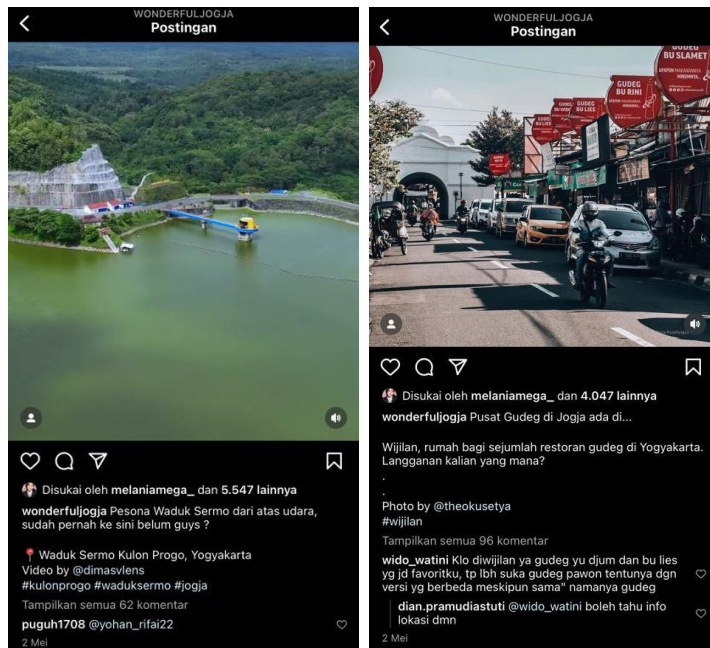 WONDERFULJOGJA
Postingan
Disukai oleh melaniamega_ dan 5.547 lainnya
wonderfuljogja Pesona Waduk Sermo dari atas udara,
sudah pernah ke sini belum guys ?
Waduk Sermo Kulon Progo, Yogyakarta
Video by @dimasvlens
#kulonprogo #waduksermo #jogja
Tampilkan semua 62 komentar
puguh1708 @yohan_rifai22
2 Mei
WONDERFULJOGJA
Postingan
GUDEG
BU SLAMET
GUDEG
BU RINI
GUDEG
BU LIES
Disukai oleh melaniamega_ dan 4.047 lainnya
wonderfuljogja Pusat Gudeg di Jogja ada di...
Wijilan, rumah bagi sejumlah restoran gudeg di Yogyakarta.
Langganan kalian yang mana?
.
.
Photo by @theokusetya
#wijilan
Tampilkan semua 96 komentar
wido_watini Klo diwijilan ya gudeg yu djum dan bu lies
yg jd favoritku, tp lbh suka gudeg pawon tentunya dgn
versi yg berbeda meskipun sama" namanya gudeg
dian.pramudiastuti @wido_watini boleh tahu info
lokasi dmn
2 Mei